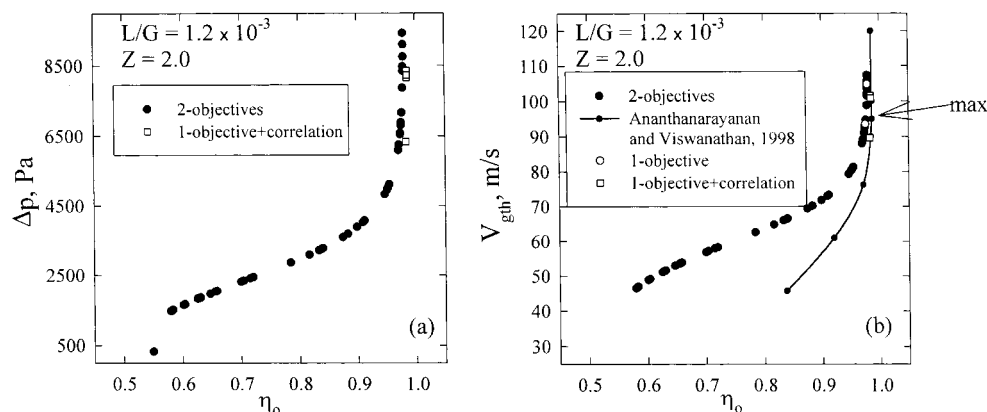 L/G = 1.2 x 10-3
Z = 2.0
2-objectives
1-objective+correlation
8500
6500
4500
2500
500
Δp, Pa
(a)
0.5 0.6 0.7 0.8 0.9 1.0
ηo
L/G = 1.2 x 10-3
Z = 2.0
2-objectives
Ananthanarayanan
and Viswanathan, 1998
1-objective
1-objective+correlation
max
120
110
100
90
80
70
60
50
40
30
Vgth, m/s
(b)
0.5 0.6 0.7 0.8 0.9 1.0
ηo